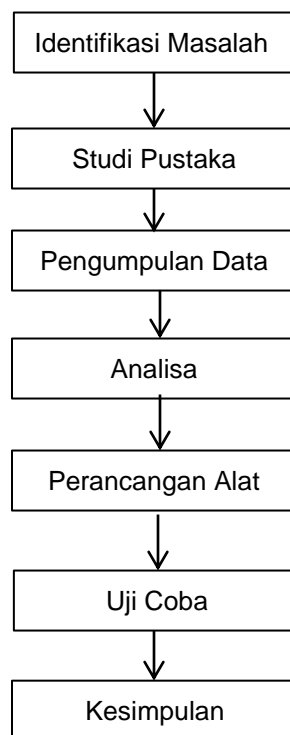 Identifikasi Masalah
Studi Pustaka
Pengumpulan Data
Analisa
Perancangan Alat
Uji Coba
Kesimpulan